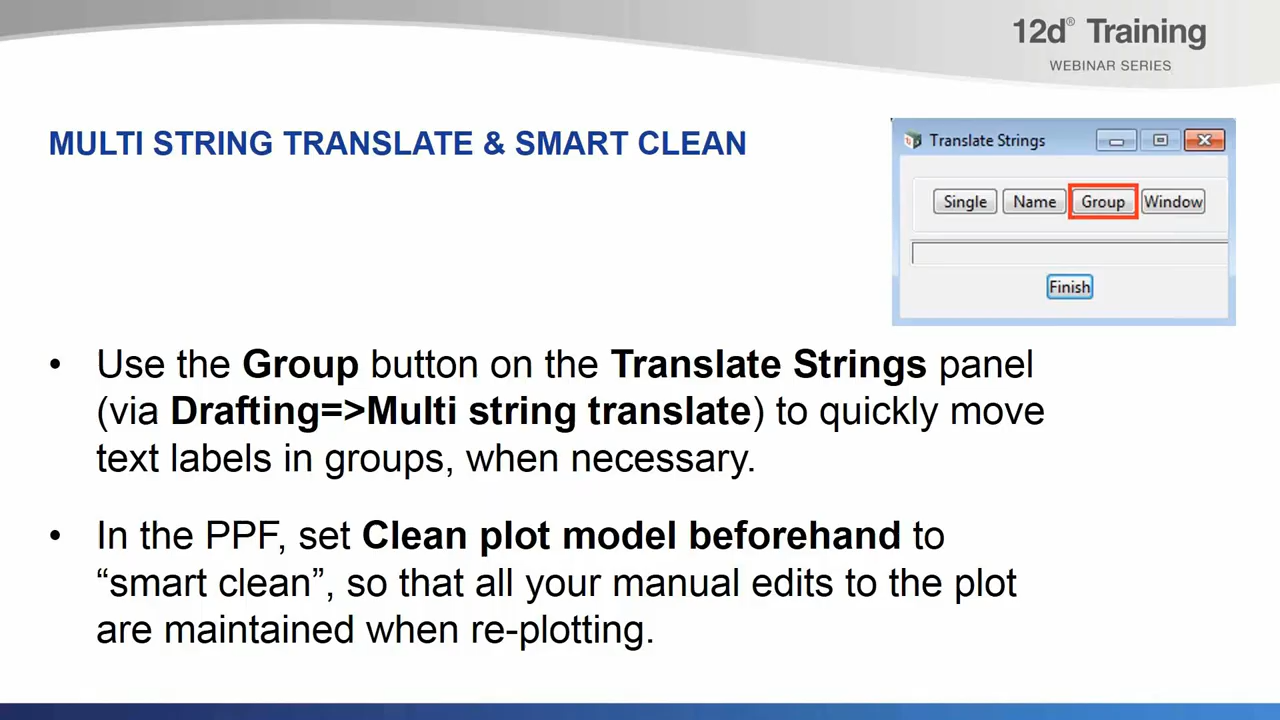 12d® Training
WEBINAR SERIES
MULTI STRING TRANSLATE & SMART CLEAN
Translate Strings
Single Name Group Window
Finish
• Use the Group button on the Translate Strings panel
(via Drafting=>Multi string translate) to quickly move
text labels in groups, when necessary.
• In the PPF, set Clean plot model beforehand to
“smart clean”, so that all your manual edits to the plot
are maintained when re-plotting.